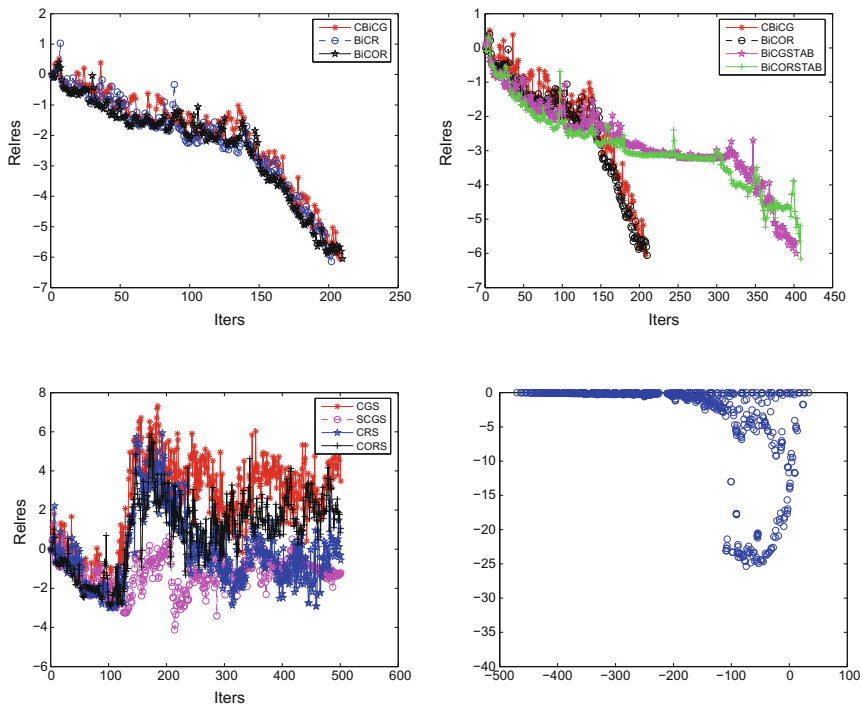 CBiCG
BiCR
BiCOR
2
1
0
−1
−2
−3
−4
−5
−6
−7
Relres
0 50 100 150 200 250
Iters
CBiCG
BiCOR
BiCGSTAB
BiCORSTAB
1
0
−1
−2
−3
−4
−5
−6
−7
Relres
0 50 100 150 200 250 300 350 400 450
Iters
CGS
SCGS
CRS
CORS
8
6
4
2
0
−2
−4
−6
Relres
0 100 200 300 400 500 600
Iters
0
−5
−10
−15
−20
−25
−30
−35
−40
−500 −400 −300 −200 −100 0 100